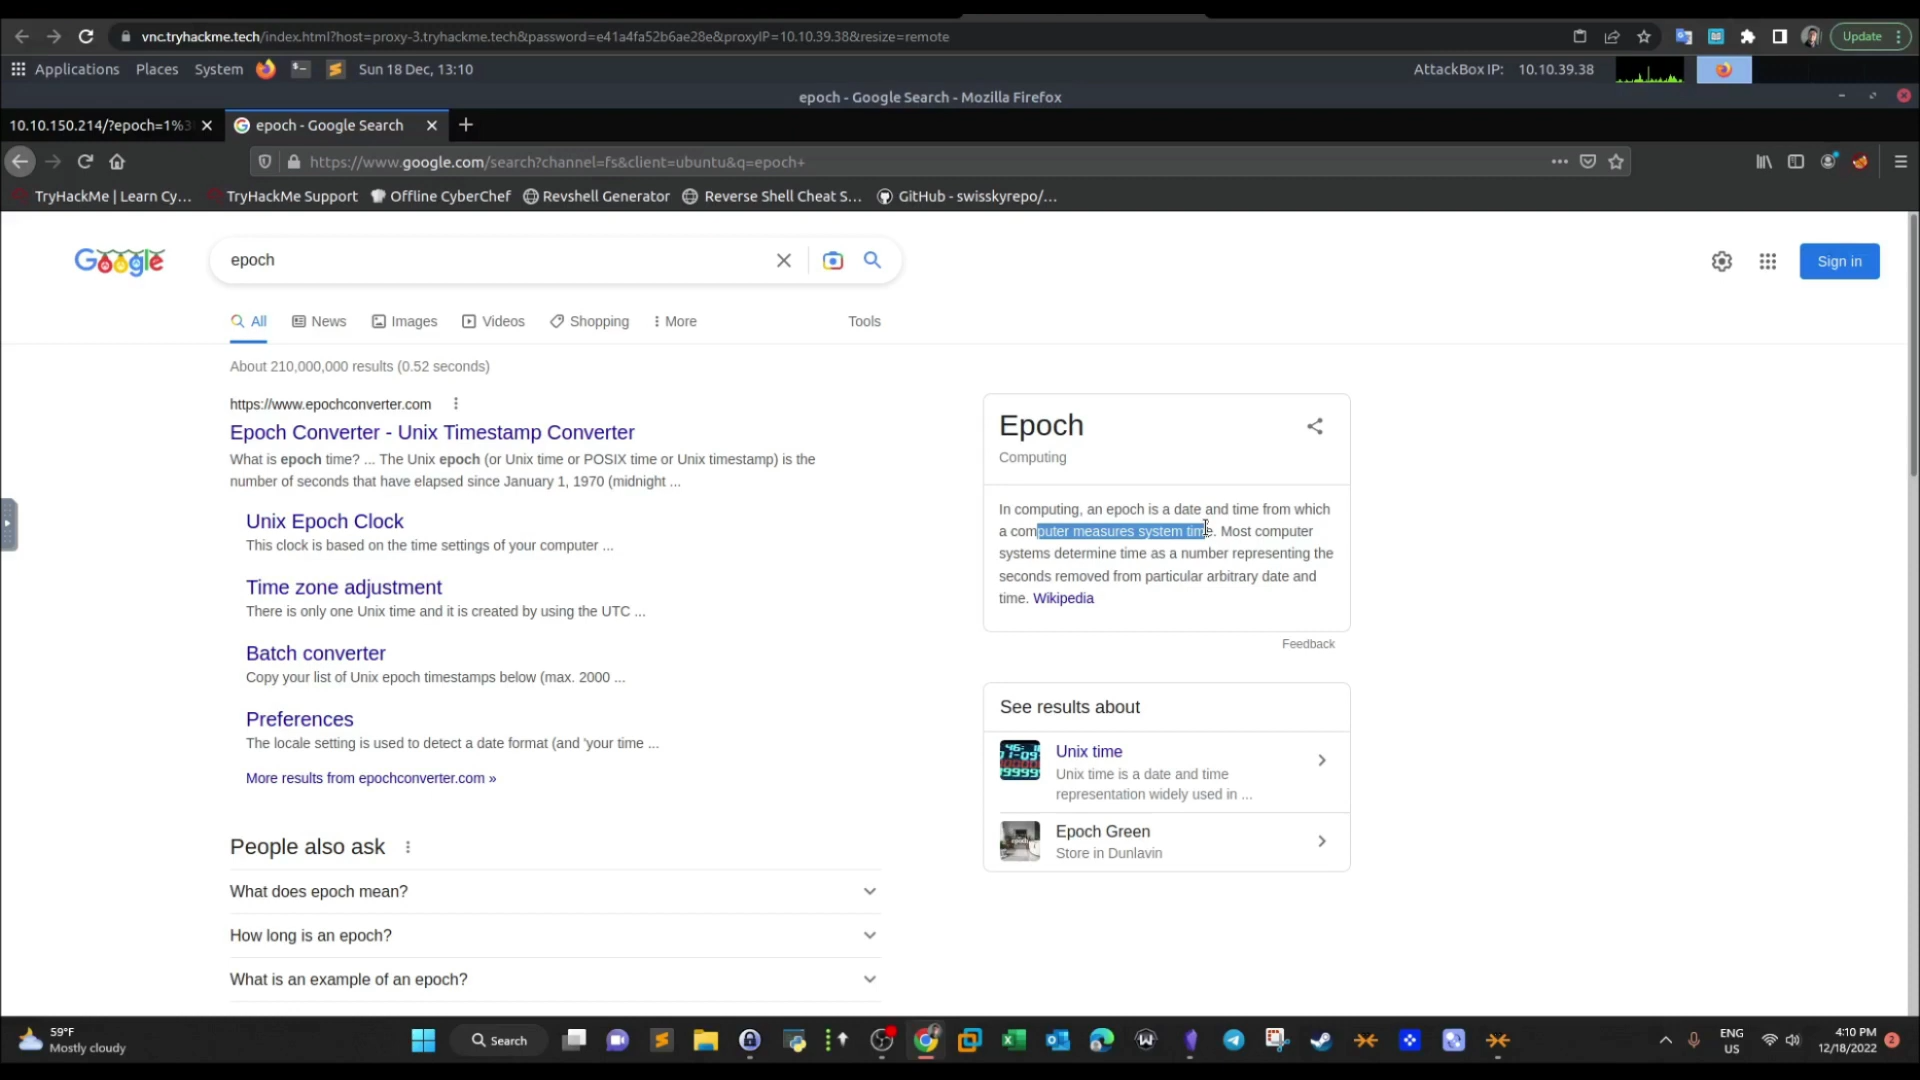 vnc.tryhackme.tech/index.html?host=proxy-3.tryhackme.tech&password=e41a4fa52b6ae28e&proxyIP=10.10.39.38&resize=remote
Update
Applications Places System Sun 18 Dec, 13:10 AttackBox IP: 10.10.39.38
epoch - Google Search - Mozilla Firefox
10.10.150.214/?epoch=1%3 epoch - Google Search
https://www.google.com/search?channel=fs&client=ubuntu&q=epoch+
TryHackMe | Learn Cy... TryHackMe Support Offline CyberChef Revshell Generator Reverse Shell Cheat S... GitHub - swisskyrepo/...
Google
epoch
Sign in
All News Images Videos Shopping More Tools
About 210,000,000 results (0.52 seconds)
https://www.epochconverter.com
Epoch Converter - Unix Timestamp Converter
What is epoch time? ... The Unix epoch (or Unix time or POSIX time or Unix timestamp) is the
number of seconds that have elapsed since January 1, 1970 (midnight ...
Unix Epoch Clock
This clock is based on the time settings of your computer ...
Time zone adjustment
There is only one Unix time and it is created by using the UTC ...
Batch converter
Copy your list of Unix epoch timestamps below (max. 2000 ...
Preferences
The locale setting is used to detect a date format (and 'your time ...
More results from epochconverter.com »
People also ask
What does epoch mean?
How long is an epoch?
What is an example of an epoch?
Epoch
Computing
In computing, an epoch is a date and time from which
a computer measures system time. Most computer
systems determine time as a number representing the
seconds removed from particular arbitrary date and
time. Wikipedia
Feedback
See results about
Unix time
Unix time is a date and time
representation widely used in ...
Epoch Green
Store in Dunlavin
59°F
Mostly cloudy
Search
ENG
US
4:10 PM
12/18/2022
2